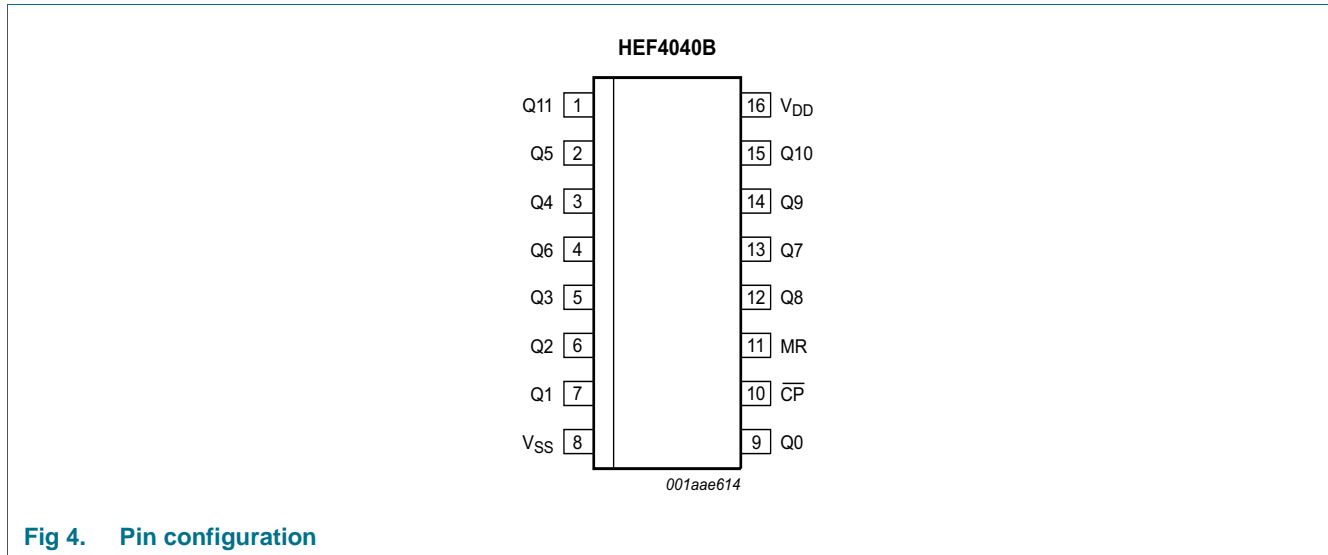 HEF4040B
Q11 1 16 VDD
Q5 2 15 Q10
Q4 3 14 Q9
Q6 4 13 Q7
Q3 5 12 Q8
Q2 6 11 MR
Q1 7 10 C̅P̅
VSS 8 9 Q0
001aae614
Fig 4. Pin configuration